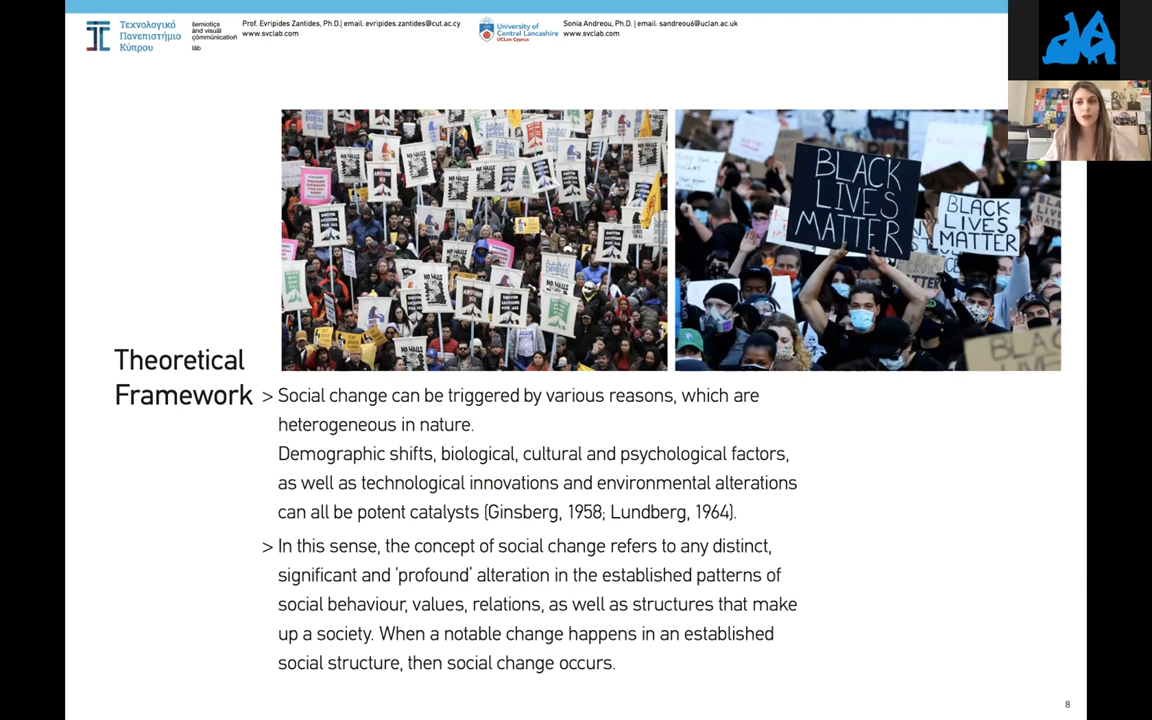 Τεχνολογικό
Πανεπιστήμιο
Κύπρου
semiotics
and visual
communication
lab
Prof. Evripides Zantides, Ph.D.| email: evripides.zantides@cut.ac.cy
www.svclab.com
University of
Central Lancashire
UCLan Cyprus
Sonia Andreou, Ph.D. | email: sandreou6@uclan.ac.uk
www.svclab.com
NO WALLS
BLACK
LIVES
MATTER
BLACK
LIVES
MATTER
Theoretical
Framework
> Social change can be triggered by various reasons, which are
heterogeneous in nature.
Demographic shifts, biological, cultural and psychological factors,
as well as technological innovations and environmental alterations
can all be potent catalysts (Ginsberg, 1958; Lundberg, 1964).
> In this sense, the concept of social change refers to any distinct,
significant and 'profound' alteration in the established patterns of
social behaviour, values, relations, as well as structures that make
up a society. When a notable change happens in an established
social structure, then social change occurs.
8